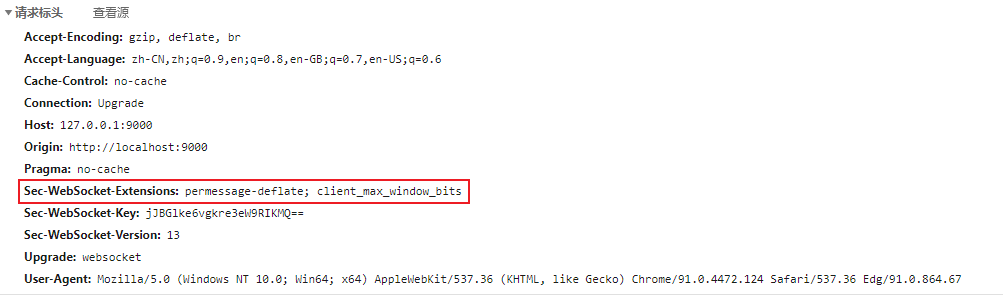 请求标头 查看源
Accept-Encoding: gzip, deflate, br
Accept-Language: zh-CN,zh;q=0.9,en;q=0.8,en-GB;q=0.7,en-US;q=0.6
Cache-Control: no-cache
Connection: Upgrade
Host: 127.0.0.1:9000
Origin: http://localhost:9000
Pragma: no-cache
Sec-WebSocket-Extensions: permessage-deflate; client_max_window_bits
Sec-WebSocket-Key: jJBGlke6vgkre3eW9RIKMQ==
Sec-WebSocket-Version: 13
Upgrade: websocket
User-Agent: Mozilla/5.0 (Windows NT 10.0; Win64; x64) AppleWebKit/537.36 (KHTML, like Gecko) Chrome/91.0.4472.124 Safari/537.36 Edg/91.0.864.67